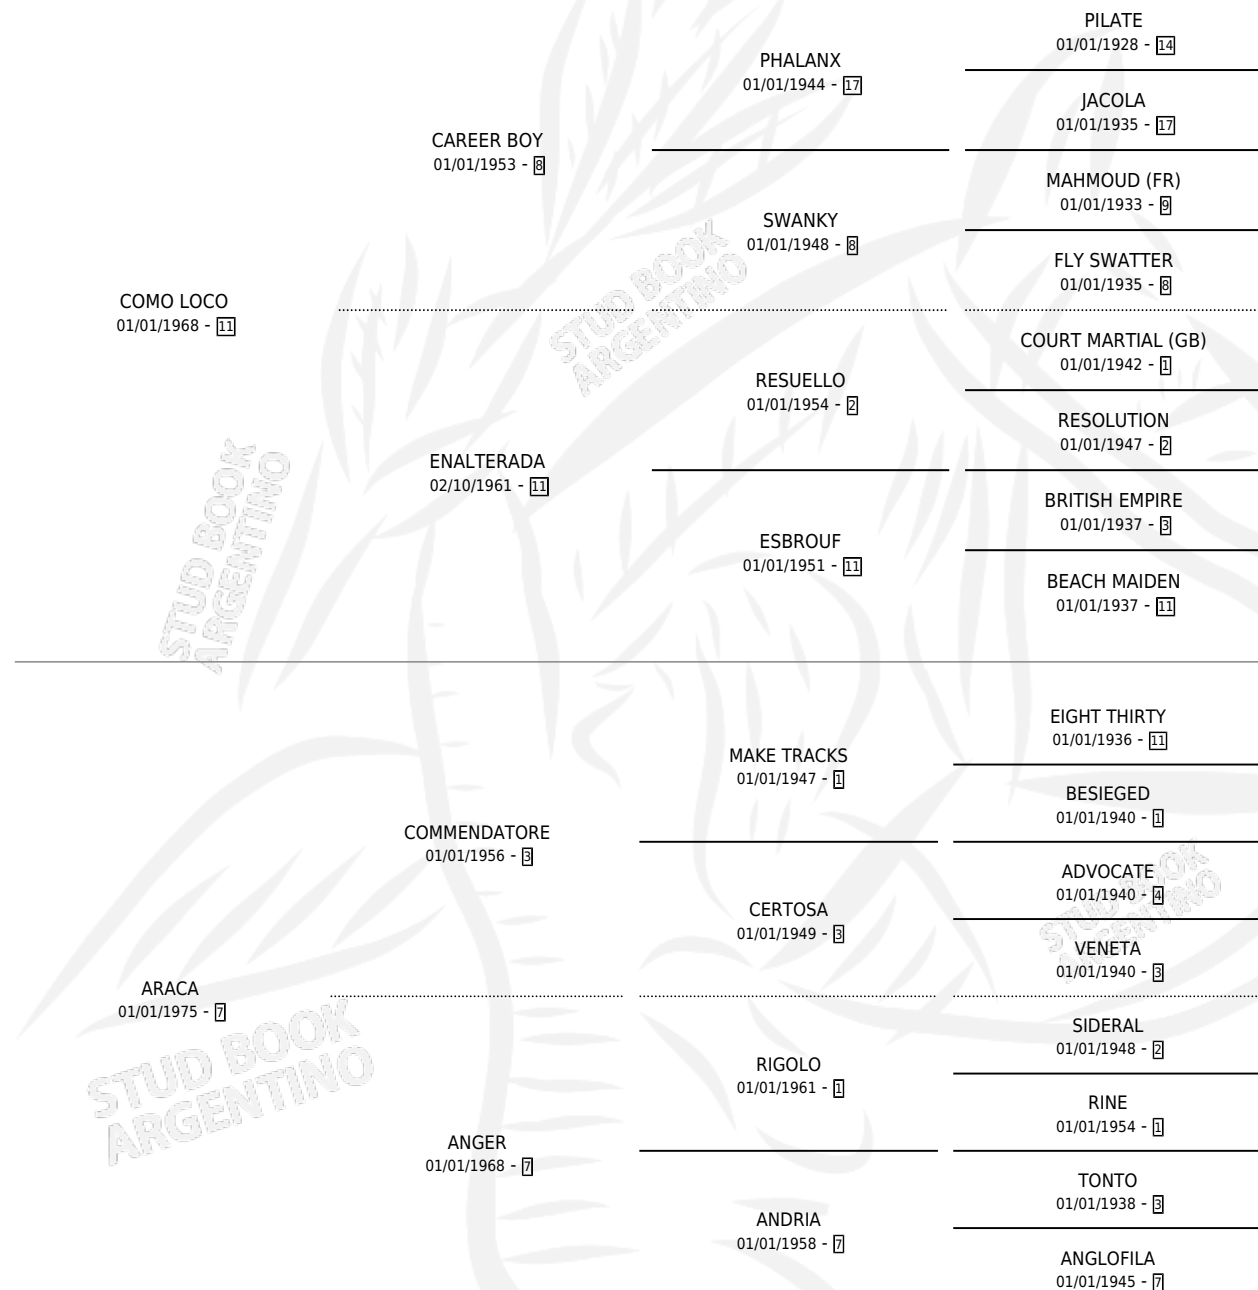 PILATE
01/01/1928 - 14
PHALANX
01/01/1944 - 17
JACOLA
01/01/1935 - 17
CAREER BOY
01/01/1953 - 8
MAHMOUD (FR)
01/01/1933 - 9
SWANKY
01/01/1948 - 8
FLY SWATTER
01/01/1935 - 8
COMO LOCO
01/01/1968 - 11
STUD BOOK
ARGENTINO
COURT MARTIAL (GB)
01/01/1942 - 1
RESUELLO
01/01/1954 - 2
RESOLUTION
01/01/1947 - 2
ENALTERADA
02/10/1961 - 11
BRITISH EMPIRE
01/01/1937 - 3
ESBROUF
01/01/1951 - 11
BEACH MAIDEN
01/01/1937 - 11
STUD BOOK
ARGENTINO
EIGHT THIRTY
01/01/1936 - 11
MAKE TRACKS
01/01/1947 - 1
BESIEGED
01/01/1940 - 1
COMMENDATORE
01/01/1956 - 3
ADVOCATE
01/01/1940 - 4
CERTOSA
01/01/1949 - 3
VENETA
01/01/1940 - 3
STUD BOOK
ARGENTINO
ARACA
01/01/1975 - 7
STUD BOOK
ARGENTINO
SIDERAL
01/01/1948 - 2
RIGOLO
01/01/1961 - 1
RINE
01/01/1954 - 1
ANGER
01/01/1968 - 7
TONTO
01/01/1938 - 3
ANDRIA
01/01/1958 - 7
ANGLOFILA
01/01/1945 - 7